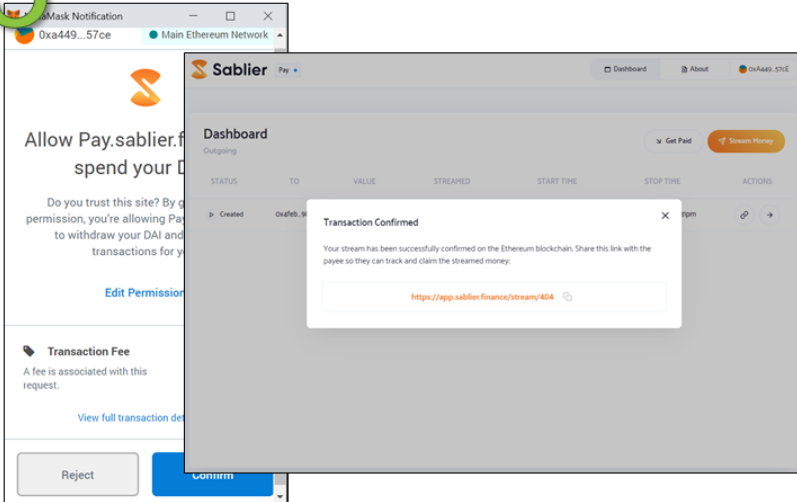 MetaMask Notification
0xa449...57ce
Main Ethereum Network
Allow Pay.sablier.f
spend your D
Do you trust this site? By g
permission, you're allowing Pay
to withdraw your DAI and
transactions for y
Edit Permission
Transaction Fee
A fee is associated with this
request.
View full transaction det
Reject
Confirm
Sablier
Pay
Dashboard
About
0xA449..57cE
Dashboard
Outgoing
Get Paid
Stream Money
STATUS TO VALUE STREAMED START TIME STOP TIME ACTIONS
Created
Transaction Confirmed
Your stream has been successfully confirmed on the Ethereum blockchain. Share this link with the
payee so they can track and claim the streamed money:
https://app.sablier.finance/stream/404